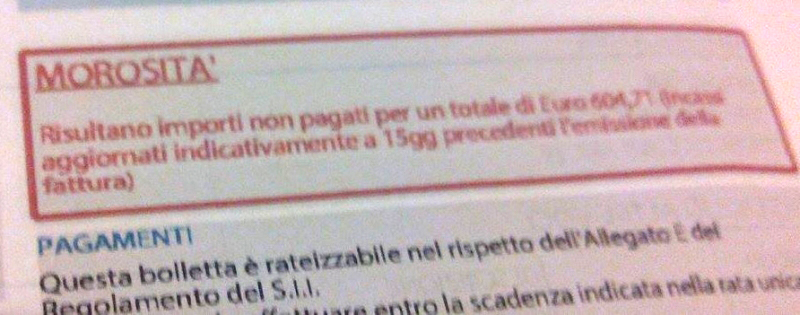 MOROSITA'
Risultano importi non pagati per un totale di Euro 604,71 (incassi
aggiornati indicativamente a 15gg precedenti l'emissione della
fattura)
PAGAMENTI
Questa bolletta è rateizzabile nel rispetto dell'Allegato E del
Regolamento del S.I.I.
entro la scadenza indicata nella rata unica